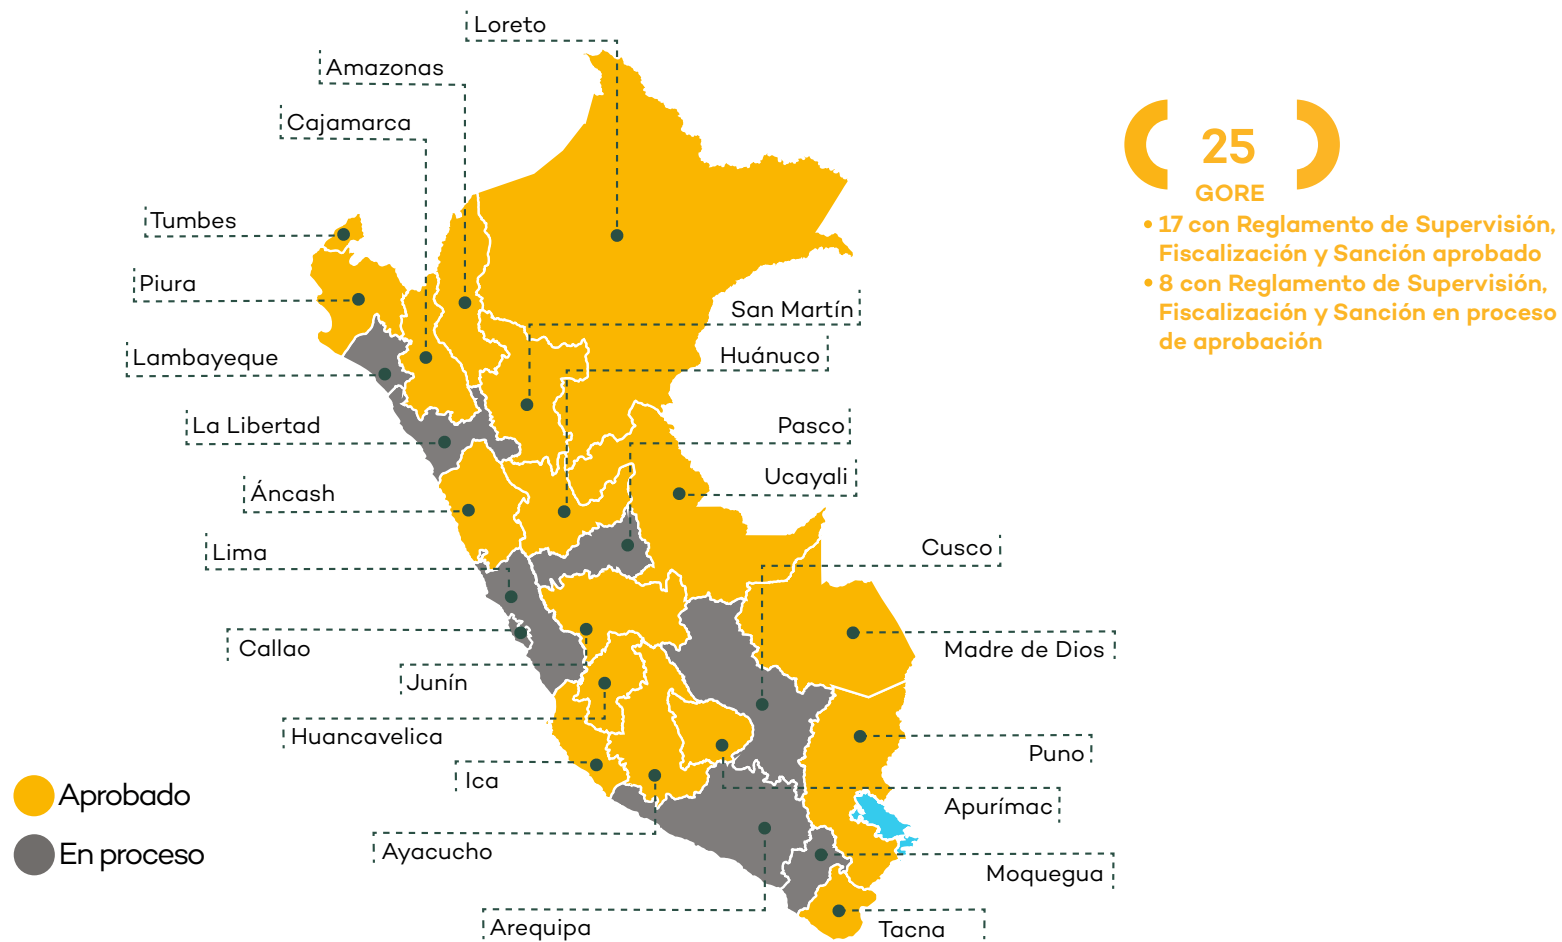 Loreto
Amazonas
Cajamarca
Tumbes
Piura
Lambayeque
La Libertad
Áncash
Lima
Callao
Junín
Huancavelica
Ica
Ayacucho
Arequipa
San Martín
Huánuco
Pasco
Ucayali
Cusco
Madre de Dios
Puno
Apurímac
Moquegua
Tacna
Aprobado
En proceso
25
GORE
• 17 con Reglamento de Supervisión,
Fiscalización y Sanción aprobado
• 8 con Reglamento de Supervisión,
Fiscalización y Sanción en proceso
de aprobación